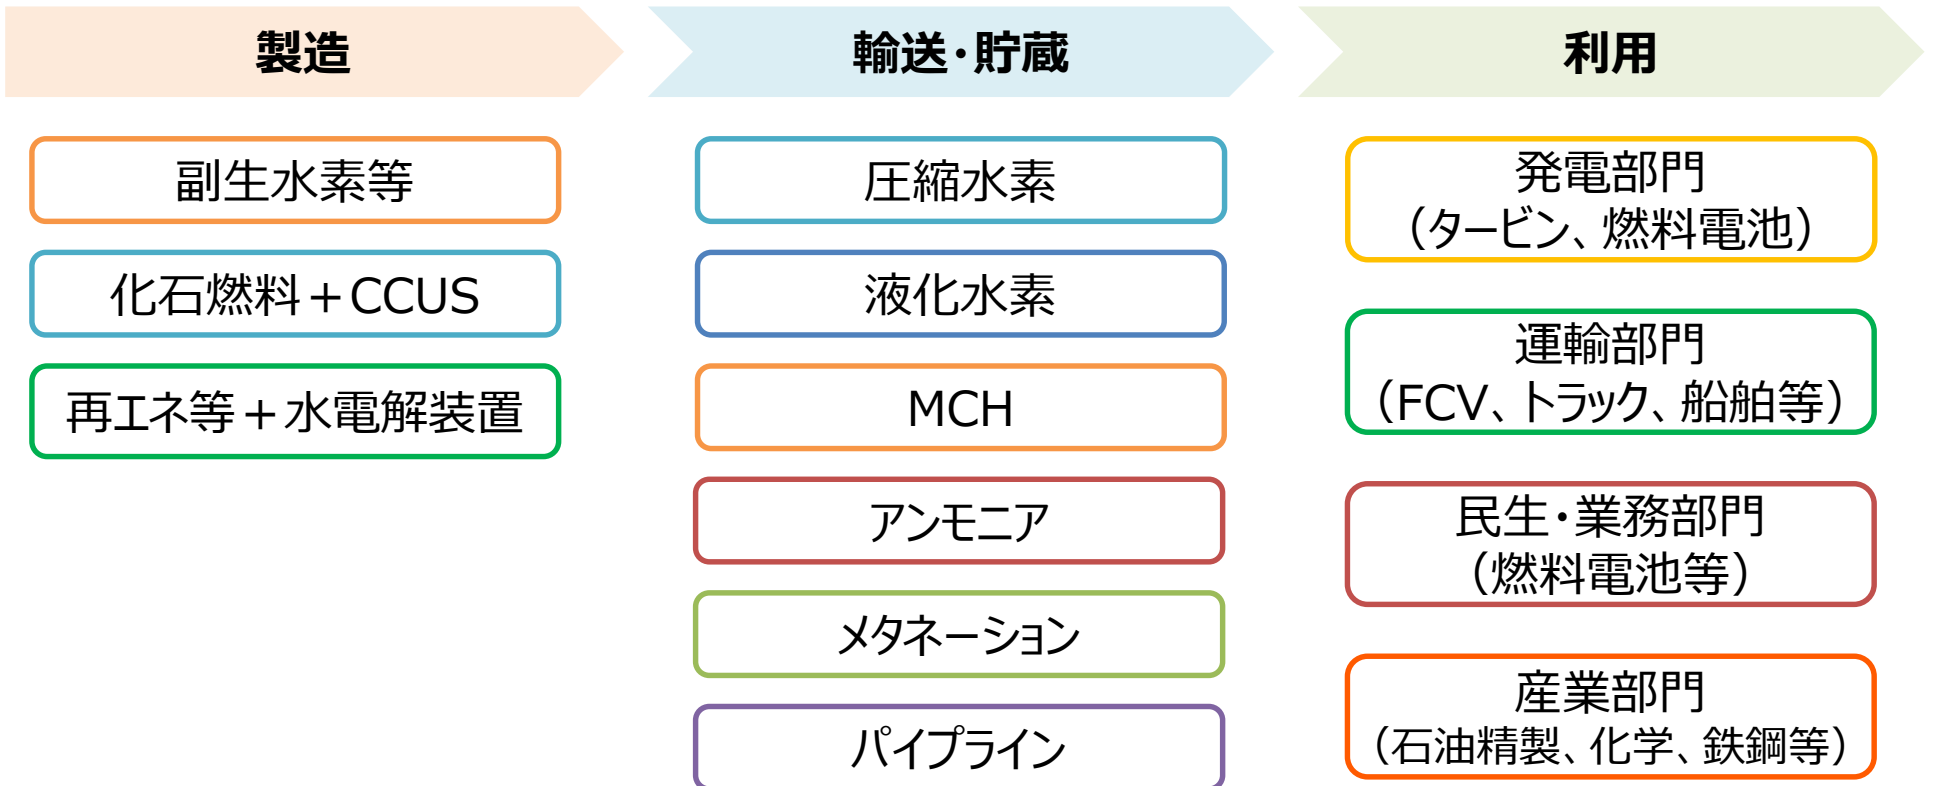 製造
副生水素等
化石燃料+CCUS
再エネ等+水電解装置
輸送・貯蔵
圧縮水素
液化水素
MCH
アンモニア
メタネーション
パイプライン
利用
発電部門
(タービン、燃料電池)
運輸部門
(FCV、トラック、船舶等)
民生・業務部門
(燃料電池等)
産業部門
(石油精製、化学、鉄鋼等)